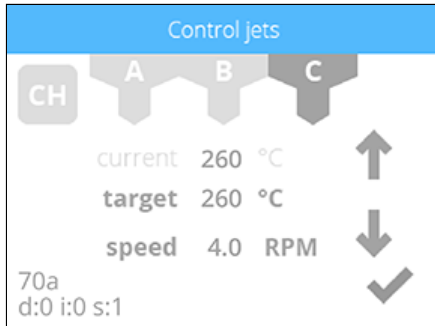 Control jets
CH A B C
current 260 °C
target 260 °C
speed 4.0 RPM
70a
d:0 i:0 s:1